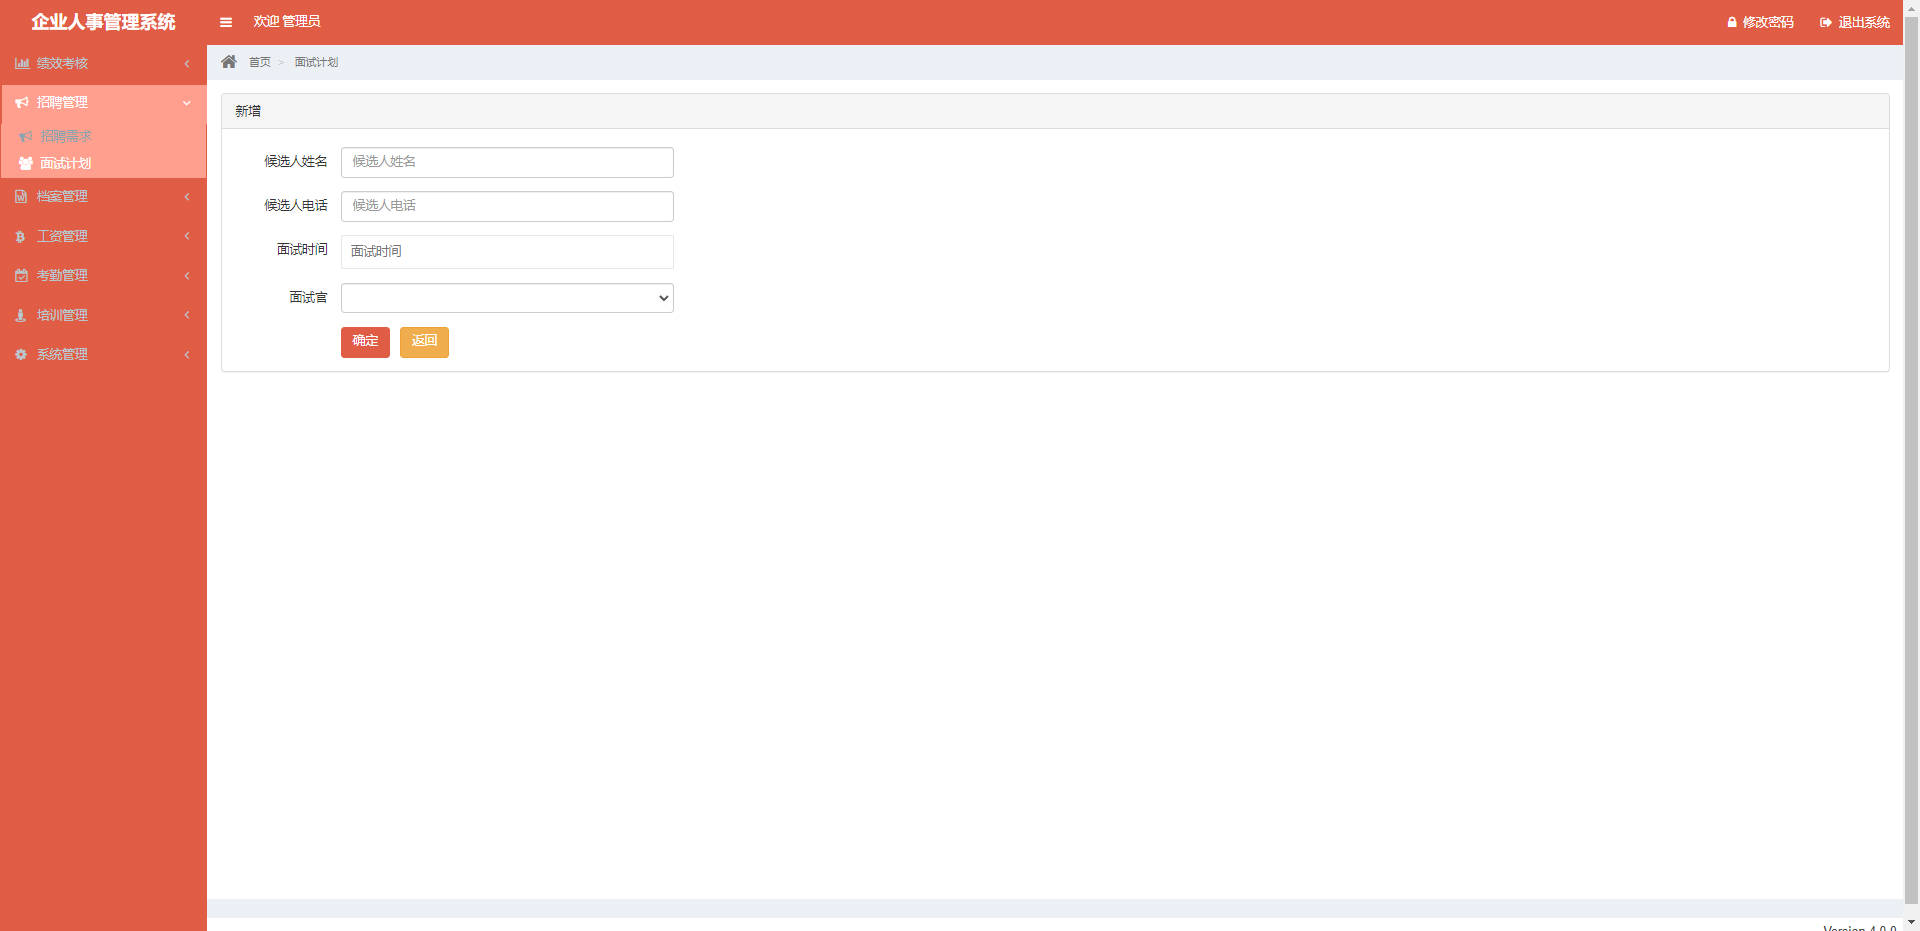 企业人事管理系统
欢迎 管理员
修改密码
退出系统
绩效考核
招聘管理
招聘需求
面试计划
档案管理
工资管理
考勤管理
培训管理
系统管理
首页 > 面试计划
新增
候选人姓名 候选人姓名
候选人电话 候选人电话
面试时间 面试时间
面试官
确定 返回
Version 4.0.0